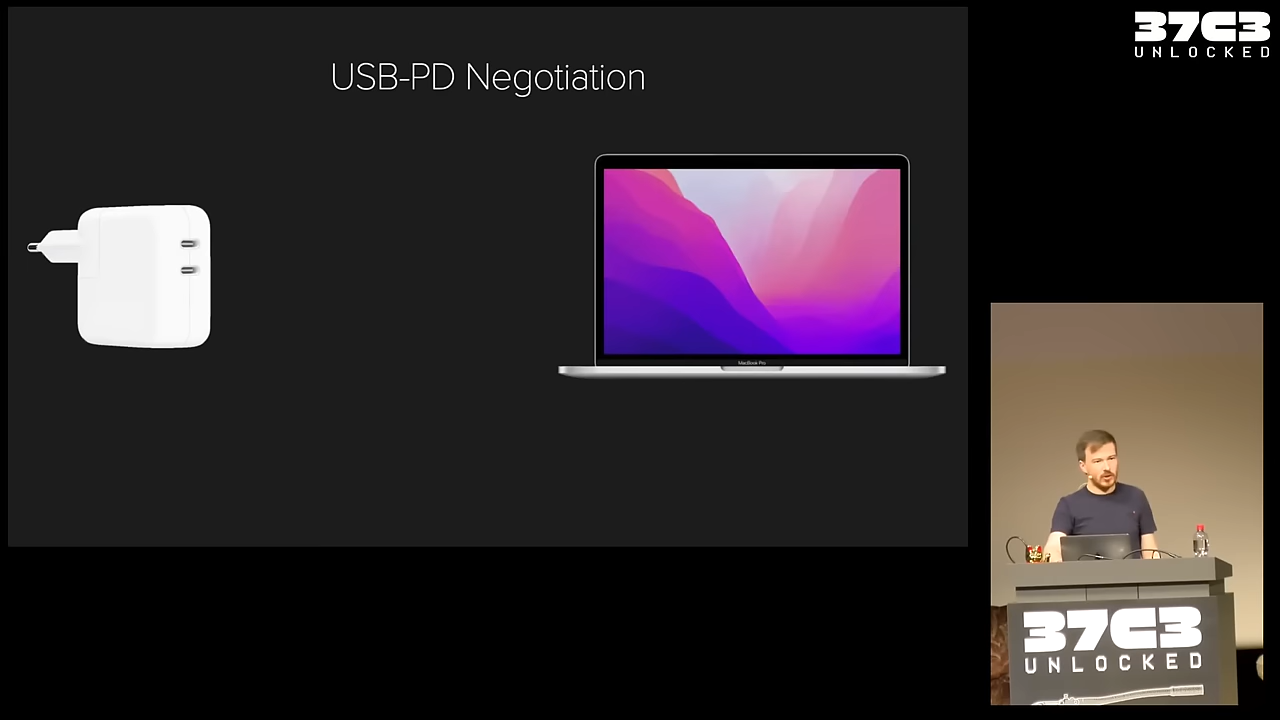 USB-PD Negotiation
MacBook Pro
37C3
UNLOCKED
37C3
UNLOCKED